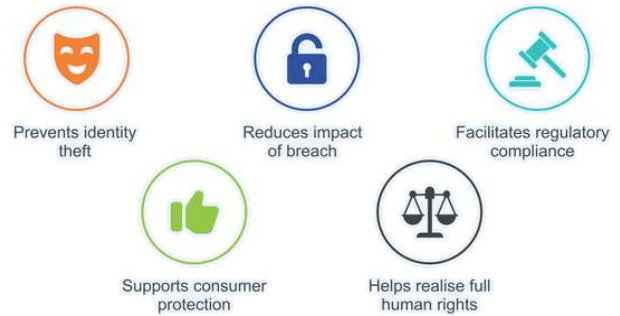 Prevents identity
theft
Reduces impact
of breach
Facilitates regulatory
compliance
Supports consumer
protection
Helps realise full
human rights